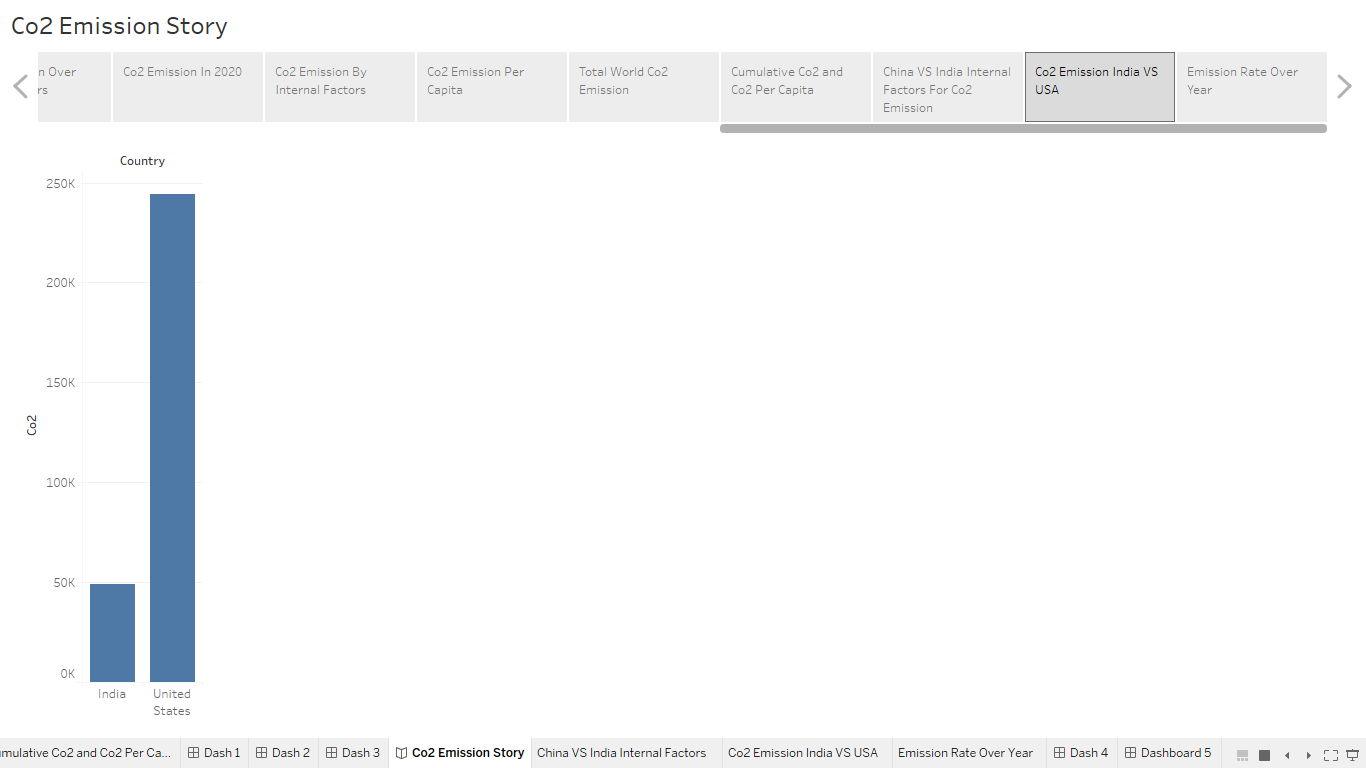 Co2 Emission Story
n Over
rs
Co2 Emission In 2020
Co2 Emission By
Internal Factors
Co2 Emission Per
Capita
Total World Co2
Emission
Cumulative Co2 and
Co2 Per Capita
China VS India Internal
Factors For Co2
Emission
Co2 Emission India VS
USA
Emission Rate Over
Year
Country
250K
200K
150K
100K
50K
0K
Co2
India
United
States
mulative Co2 and Co2 Per Ca...
Dash 1
Dash 2
Dash 3
Co2 Emission Story
China VS India Internal Factors
Co2 Emission India VS USA
Emission Rate Over Year
Dash 4
Dashboard 5